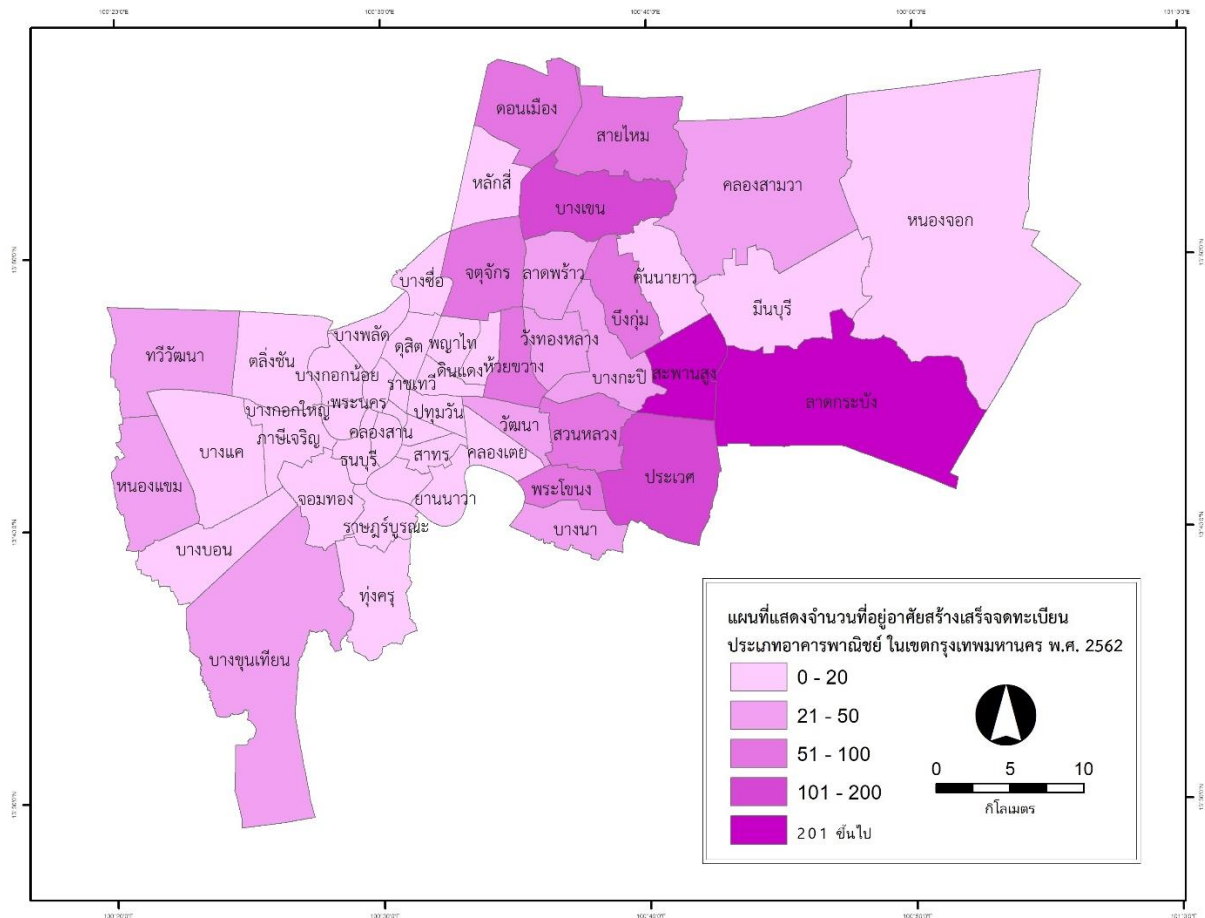 100°20'0"E 100°30'0"E 100°40'0"E
ดอนเมือง
สายไหม
หลักสี่
คลองสามวา
บางเขน
หนองจอก
บางซื่อ
จตุจักร
ลาดพร้าว
คันนายาว
มีนบุรี
บึงกุ่ม
บางพลัด
ดุสิต
พญาไท
วังทองหลาง
ทวีวัฒนา
ตลิ่งชัน
บางกอกน้อย
ดินแดง
ห้วยขวาง
ราชเทวี
บางกะปิ
สะพานสูง
ลาดกระบัง
พระนคร
บางกอกใหญ่
ปทุมวัน
วัฒนา
คลองสาน
ภาษีเจริญ
สวนหลวง
บางแค
ธนบุรี
สาทร
คลองเตย
หนองแขม
จอมทอง
ยานนาวา
พระโขนง
ประเวศ
ราษฎร์บูรณะ
บางนา
บางบอน
ทุ่งครุ
บางขุนเทียน
แผนที่แสดงจำนวนที่อยู่อาศัยสร้างเสร็จจดทะเบียน
ประเภทอาคารพาณิชย์ ในเขตกรุงเทพมหานคร พ.ศ. 2562
0 - 20
21 - 50
51 - 100
101 - 200
201 ขึ้นไป
0 5 10
กิโลเมตร